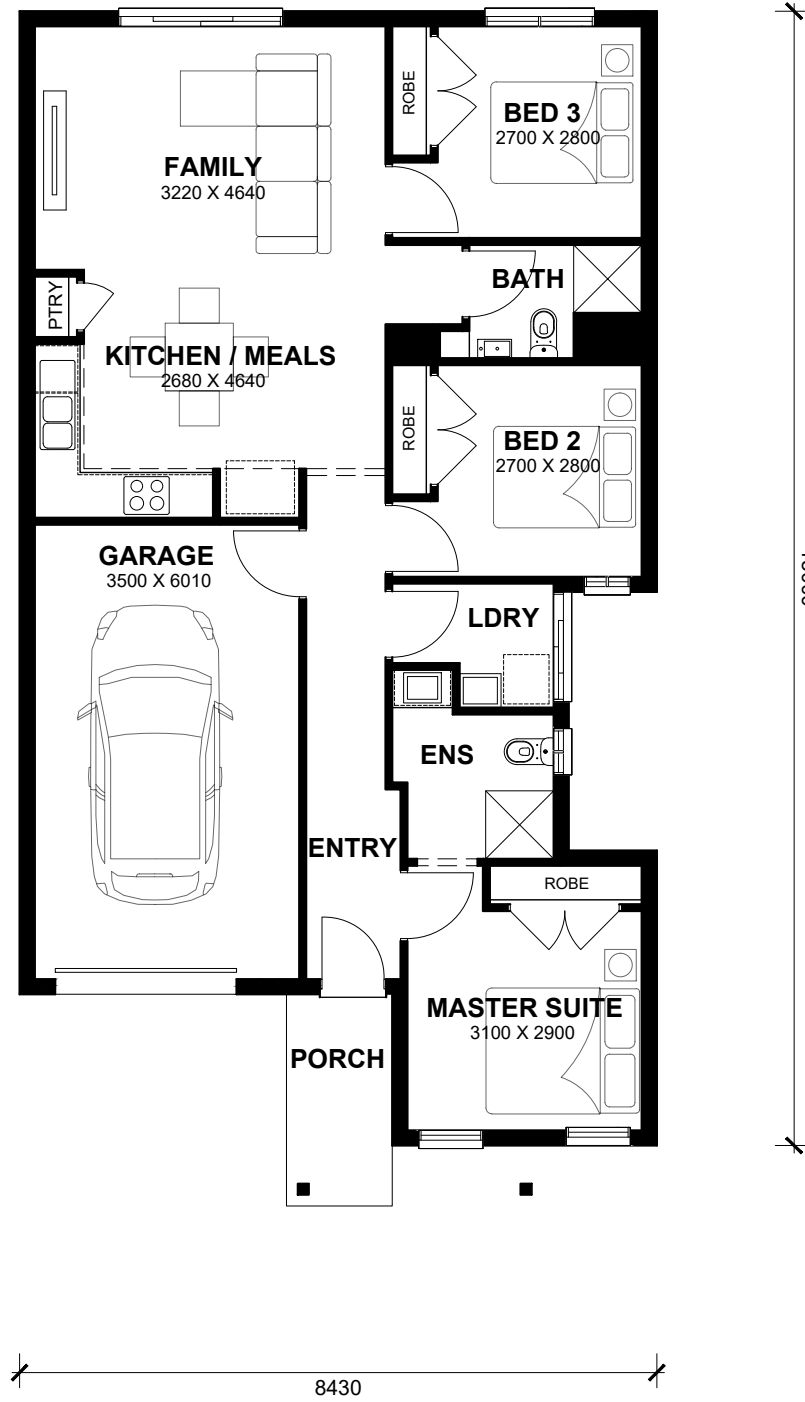 ROBE
BED 3
2700 X 2800
FAMILY
3220 X 4640
BATH
PTRY
KITCHEN / MEALS
2680 X 4640
ROBE
BED 2
2700 X 2800
GARAGE
3500 X 6010
LDRY
ENS
ENTRY
ROBE
MASTER SUITE
3100 X 2900
PORCH
8430